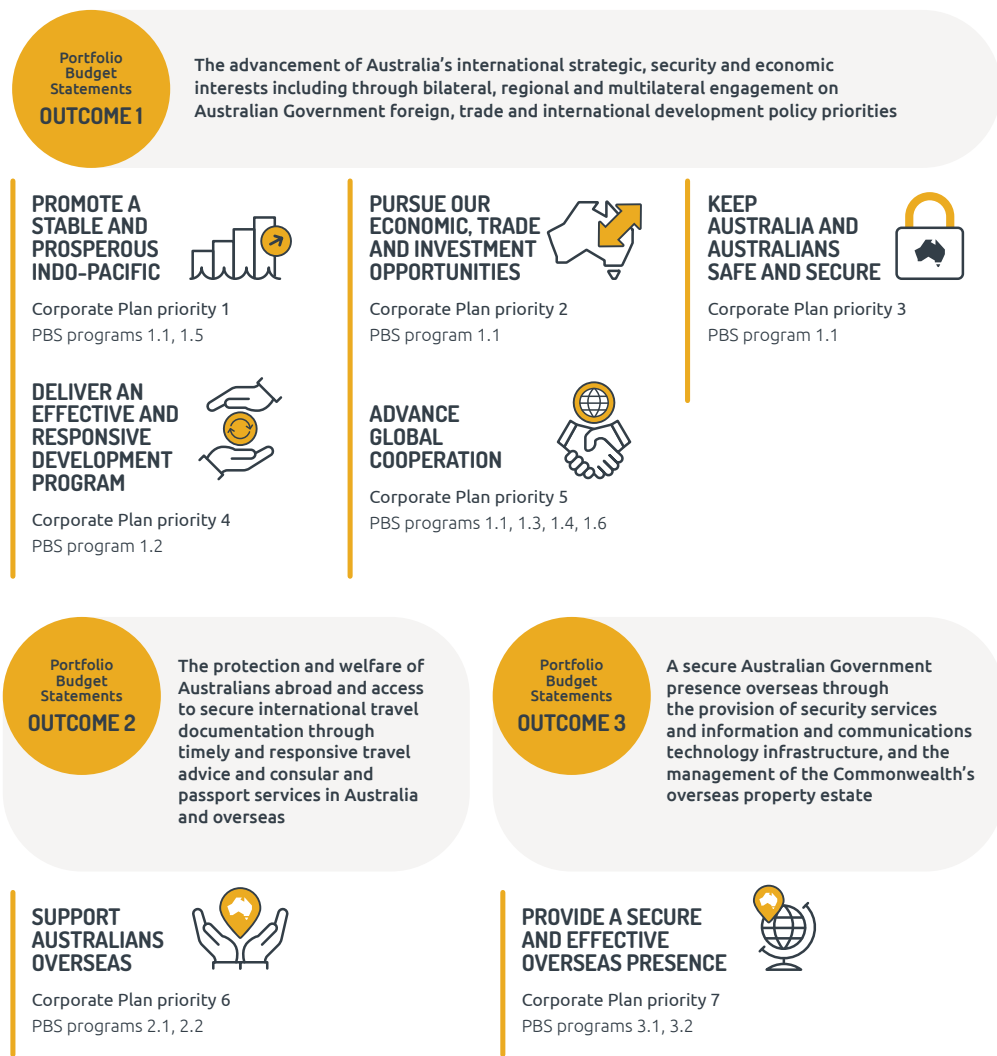 Portfolio
Budget
Statements
OUTCOME 1
The advancement of Australia's international strategic, security and economic
interests including through bilateral, regional and multilateral engagement on
Australian Government foreign, trade and international development policy priorities
PROMOTE A
STABLE AND
PROSPEROUS
INDO-PACIFIC
Corporate Plan priority 1
PBS programs 1.1, 1.5
PURSUE OUR
ECONOMIC, TRADE
AND INVESTMENT
OPPORTUNITIES
Corporate Plan priority 2
PBS program 1.1
KEEP
AUSTRALIA AND
AUSTRALIANS
SAFE AND SECURE
Corporate Plan priority 3
PBS program 1.1
DELIVER AN
EFFECTIVE AND
RESPONSIVE
DEVELOPMENT
PROGRAM
Corporate Plan priority 4
PBS program 1.2
ADVANCE
GLOBAL
COOPERATION
Corporate Plan priority 5
PBS programs 1.1, 1.3, 1.4, 1.6
Portfolio
Budget
Statements
OUTCOME 2
The protection and welfare of
Australians abroad and access
to secure international travel
documentation through
timely and responsive travel
advice and consular and
passport services in Australia
and overseas
Portfolio
Budget
Statements
OUTCOME 3
A secure Australian Government
presence overseas through
the provision of security services
and information and communications
technology infrastructure, and the
management of the Commonwealth's
overseas property estate
SUPPORT
AUSTRALIANS
OVERSEAS
Corporate Plan priority 6
PBS programs 2.1, 2.2
PROVIDE A SECURE
AND EFFECTIVE
OVERSEAS PRESENCE
Corporate Plan priority 7
PBS programs 3.1, 3.2